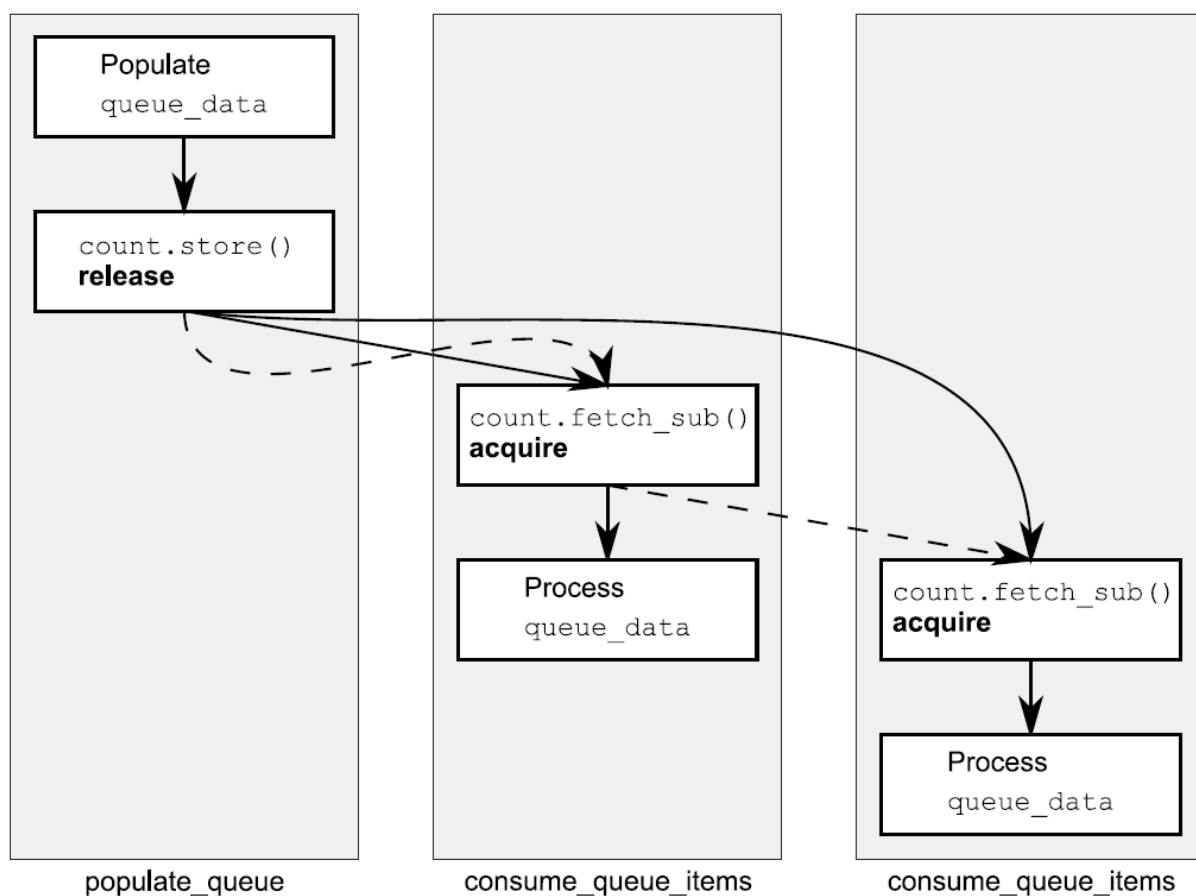 Populate
queue_data
count.store()
release
count.fetch_sub()
acquire
Process
queue_data
count.fetch_sub()
acquire
Process
queue_data
populate_queue
consume_queue_items
consume_queue_items